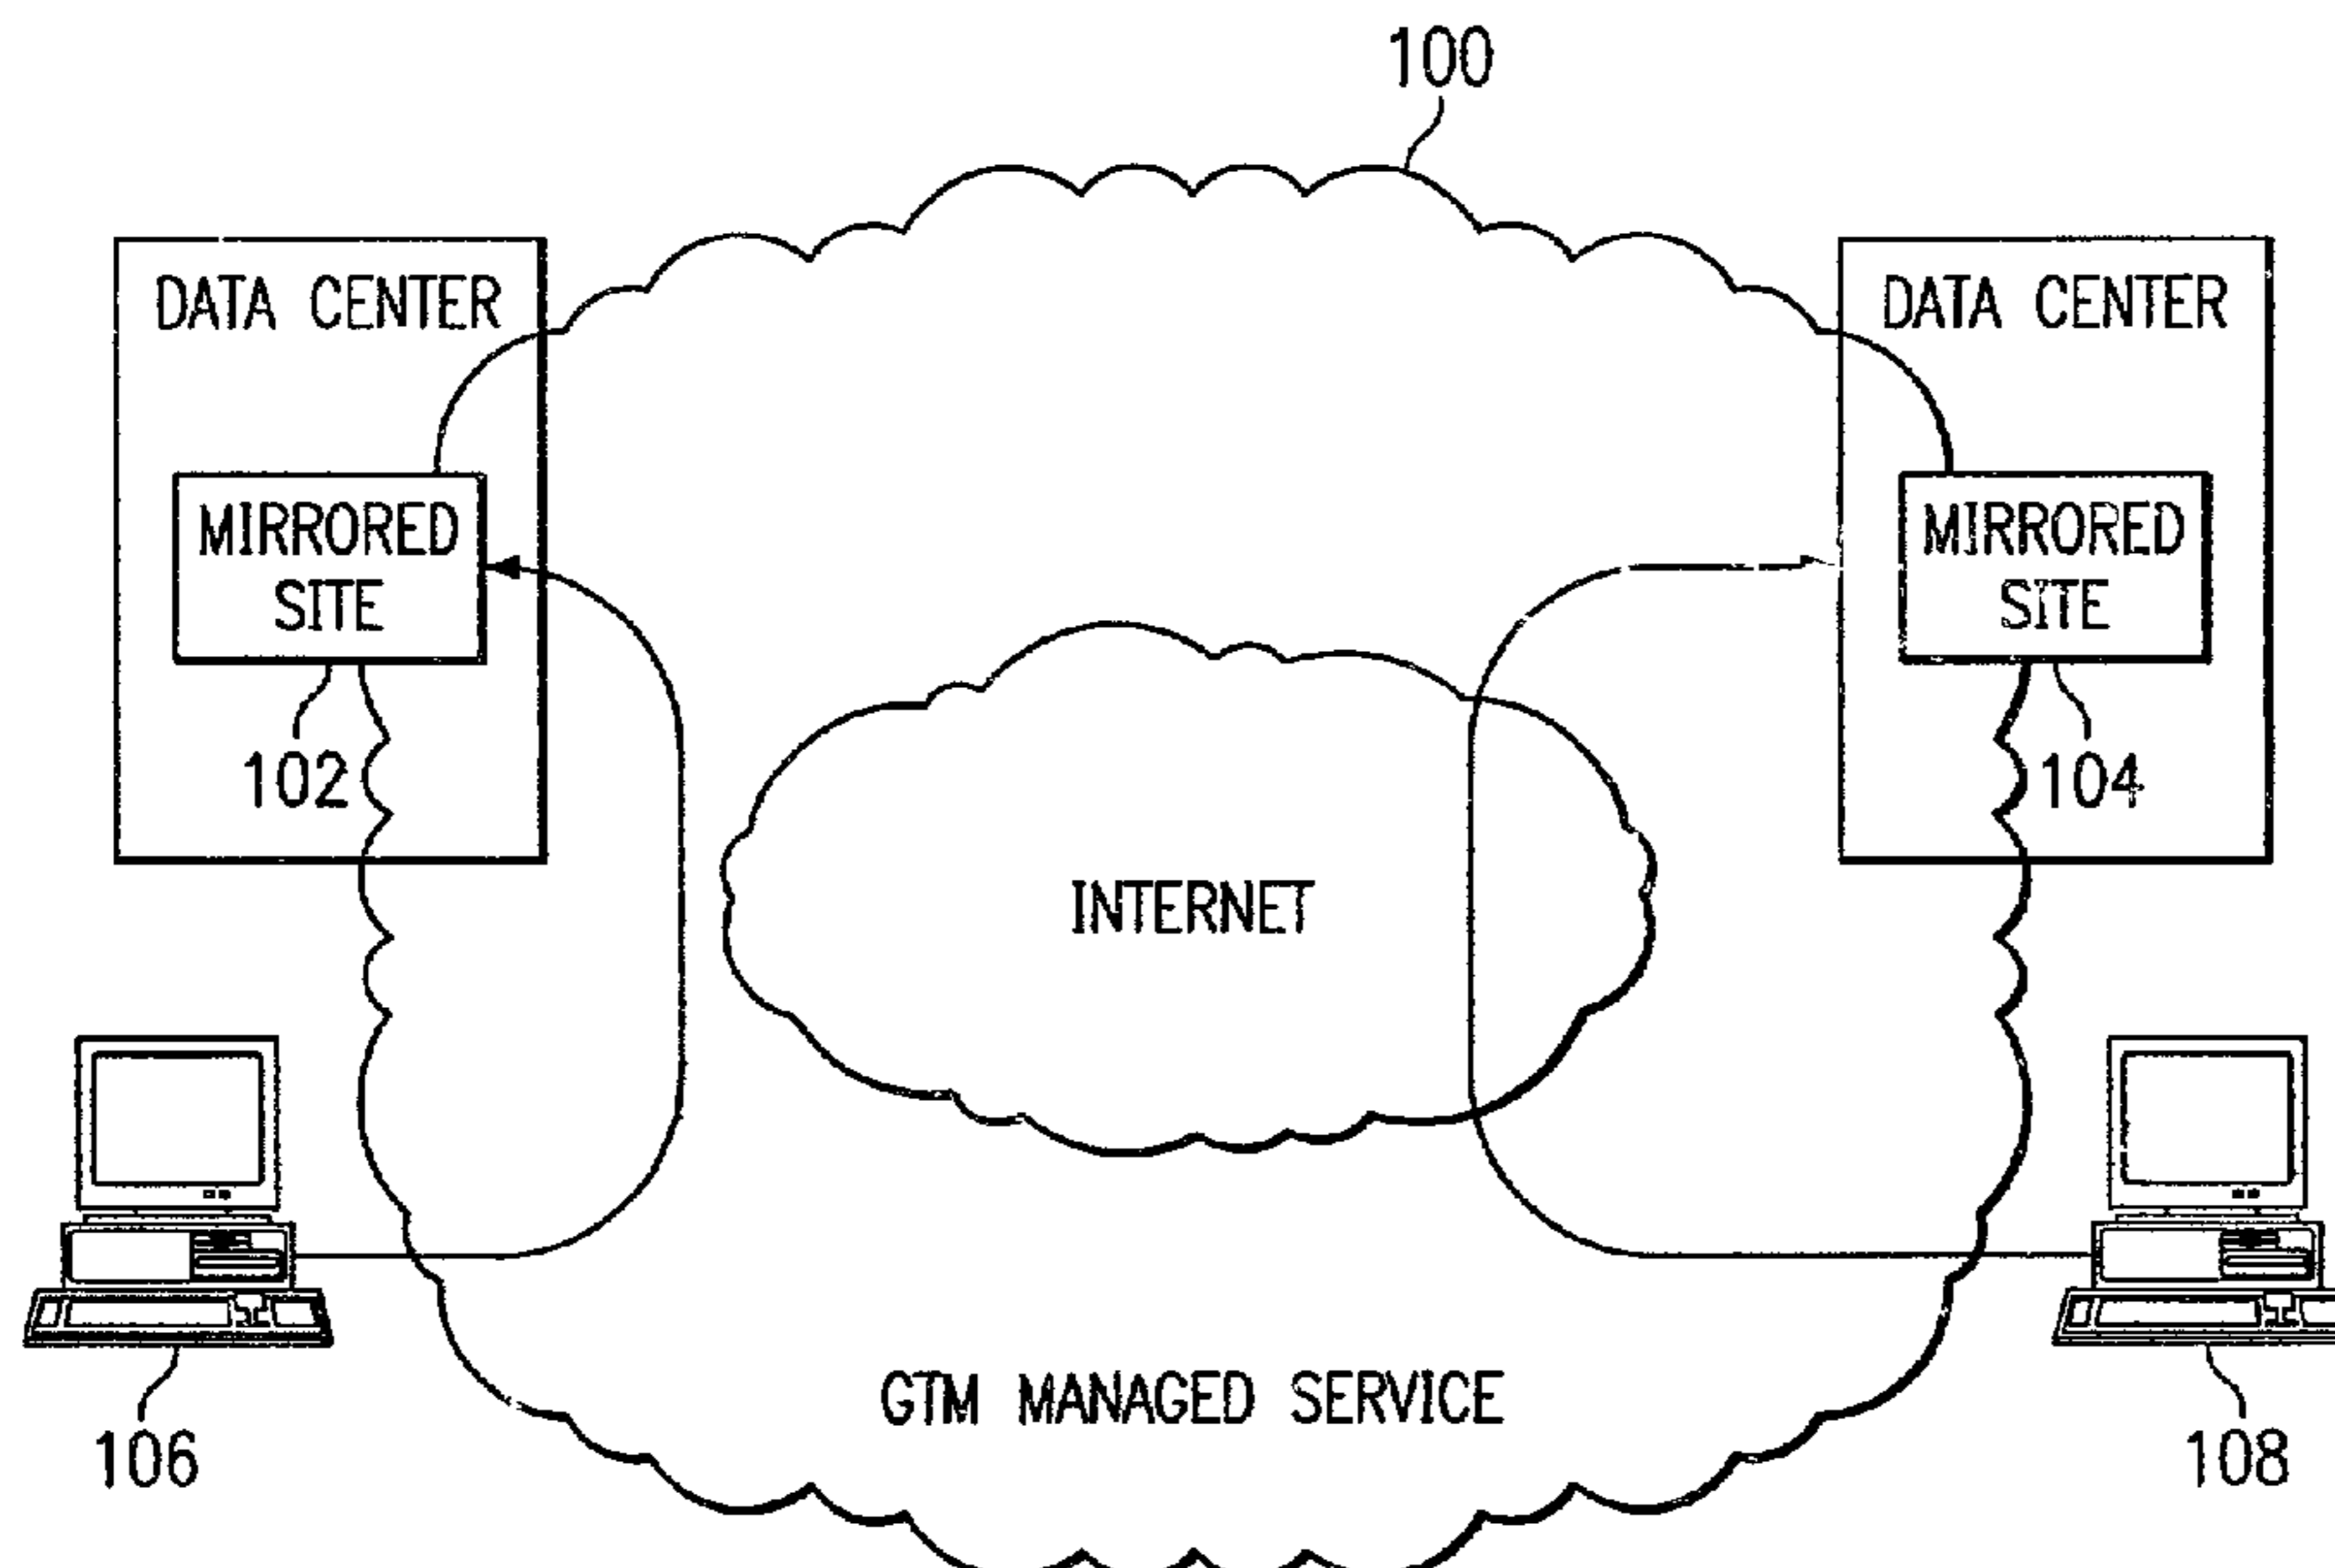 100
DATA CENTER
DATA CENTER
MIRRORED
SITE
MIRRORED
SITE
102
104
INTERNET
GTM MANAGED SERVICE
106
108